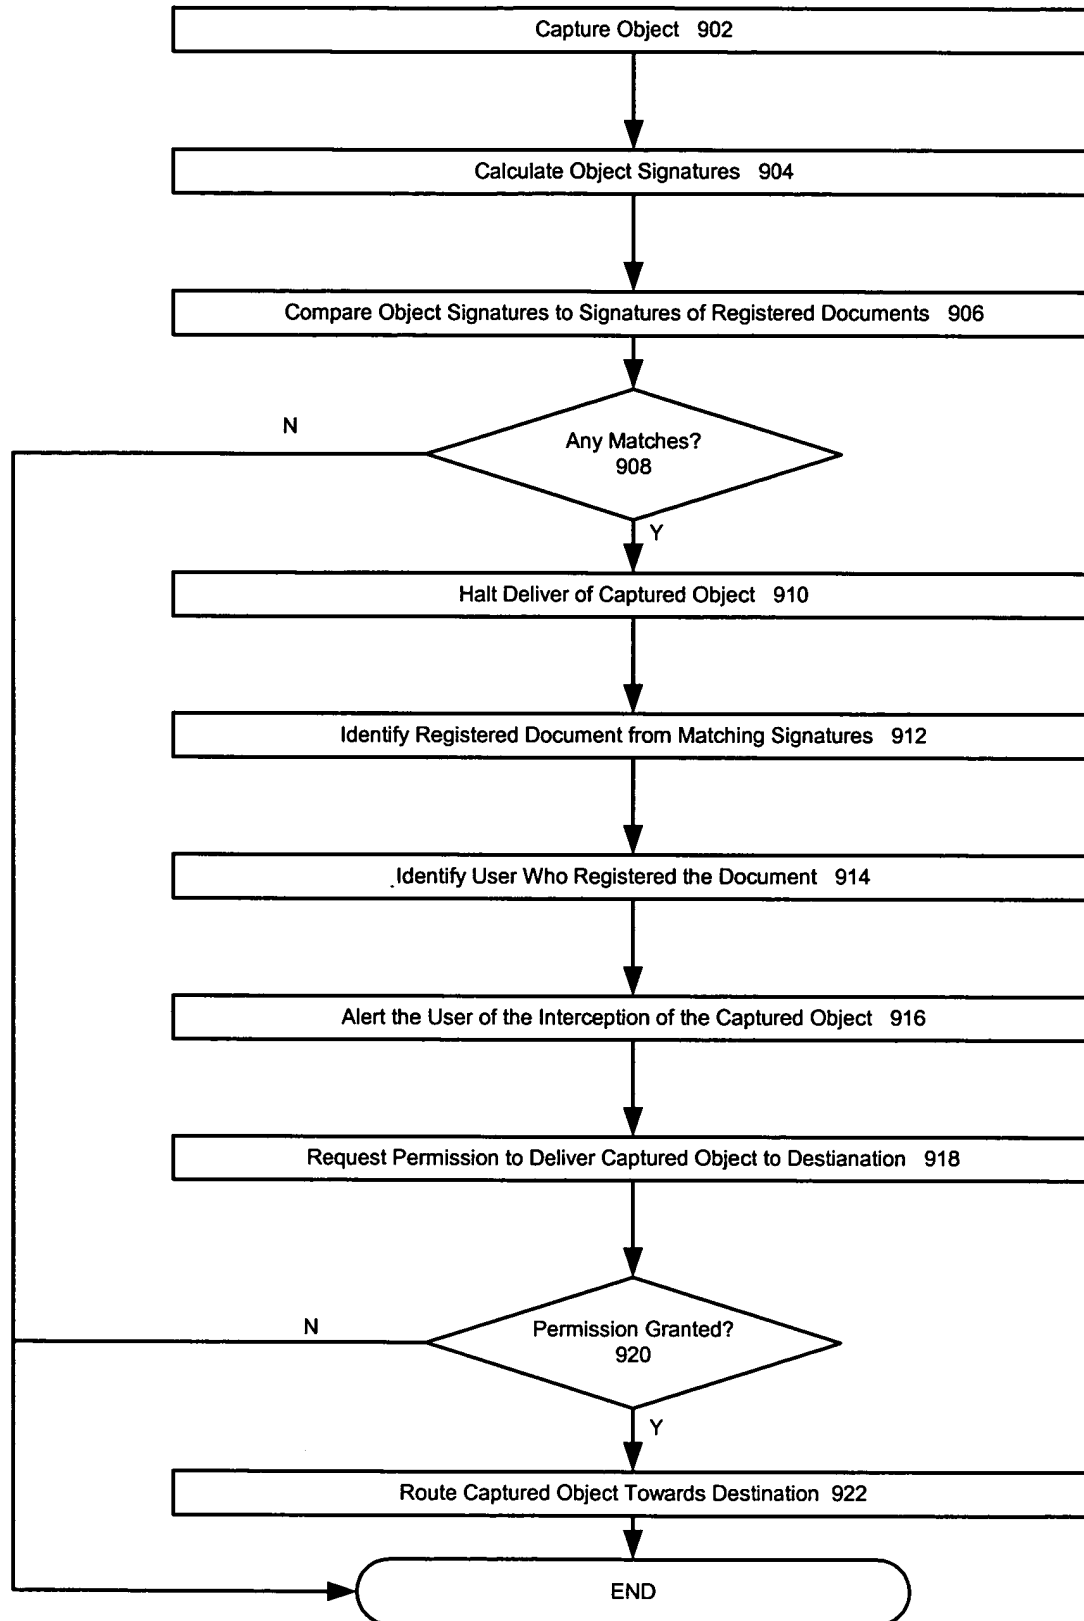 Capture Object 902
Calculate Object Signatures 904
Compare Object Signatures to Signatures of Registered Documents 906
Any Matches?
908
N
Y
Halt Deliver of Captured Object 910
Identify Registered Document from Matching Signatures 912
Identify User Who Registered the Document 914
Alert the User of the Interception of the Captured Object 916
Request Permission to Deliver Captured Object to Destianation 918
Permission Granted?
920
N
Y
Route Captured Object Towards Destination 922
END